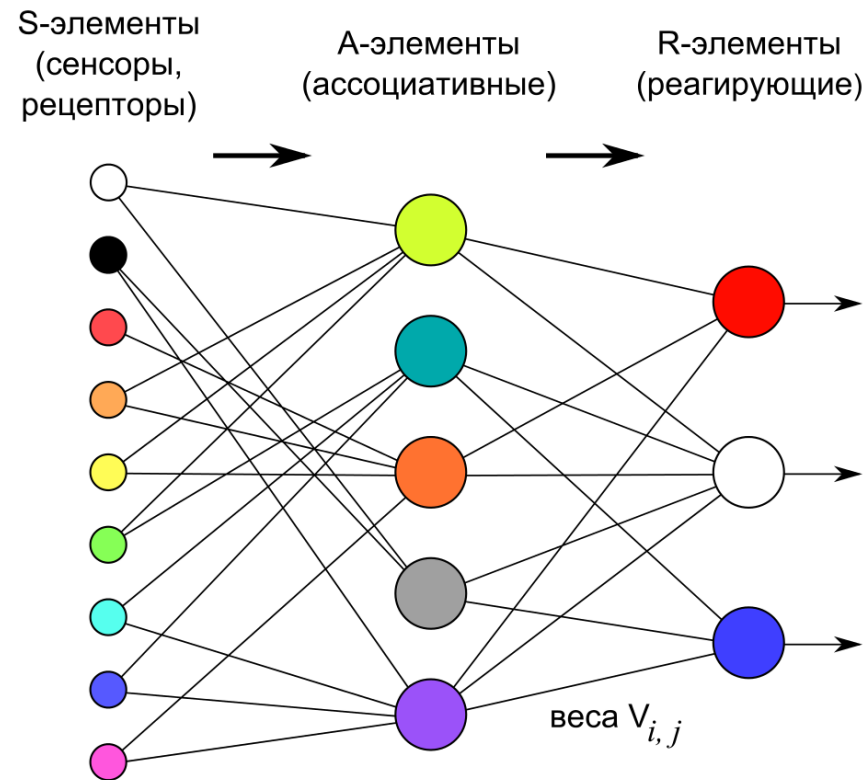 S-элементы
(сенсоры,
рецепторы)
А-элементы
(ассоциативные)
R-элементы
(реагирующие)
веса V i, j